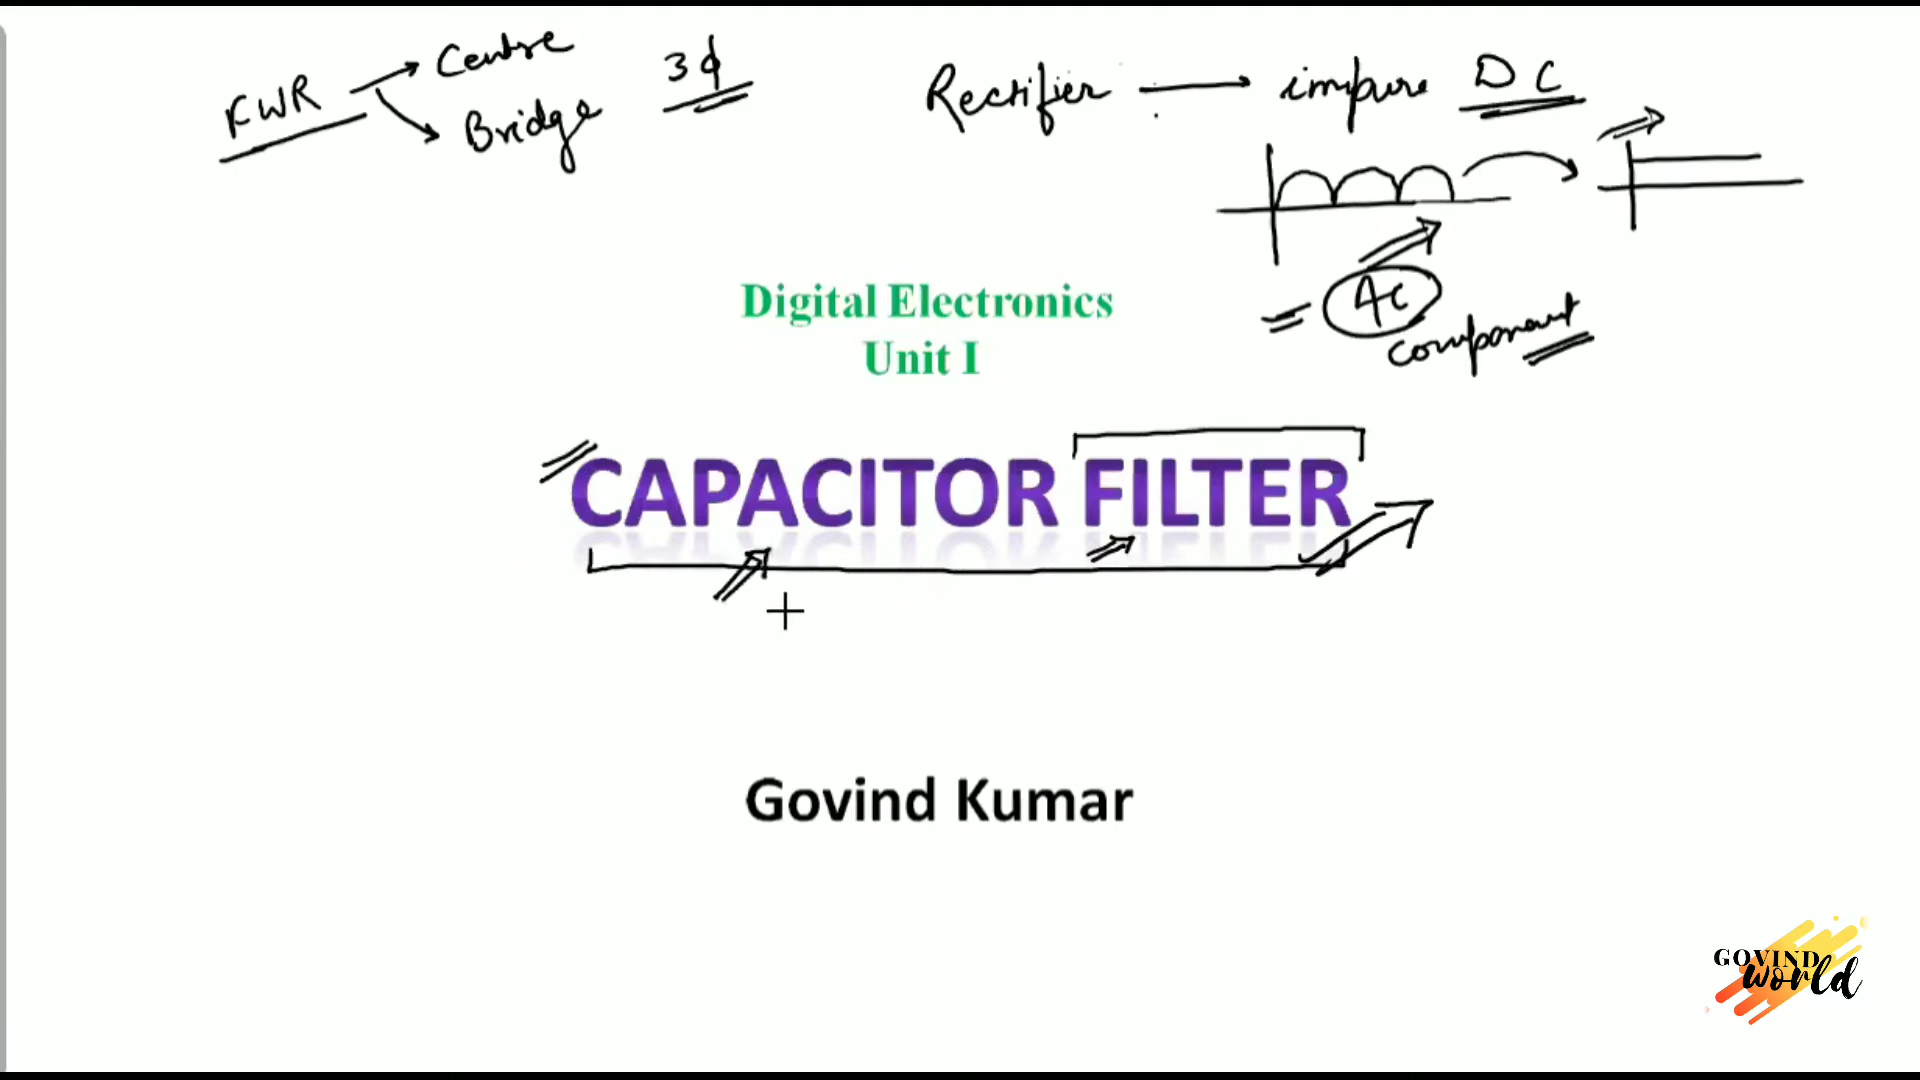 FWR
Centre
Bridge
3φ
Rectifier → impure DC
AC
component
Digital Electronics
Unit I
CAPACITOR FILTER
Govind Kumar
GOVIND
world